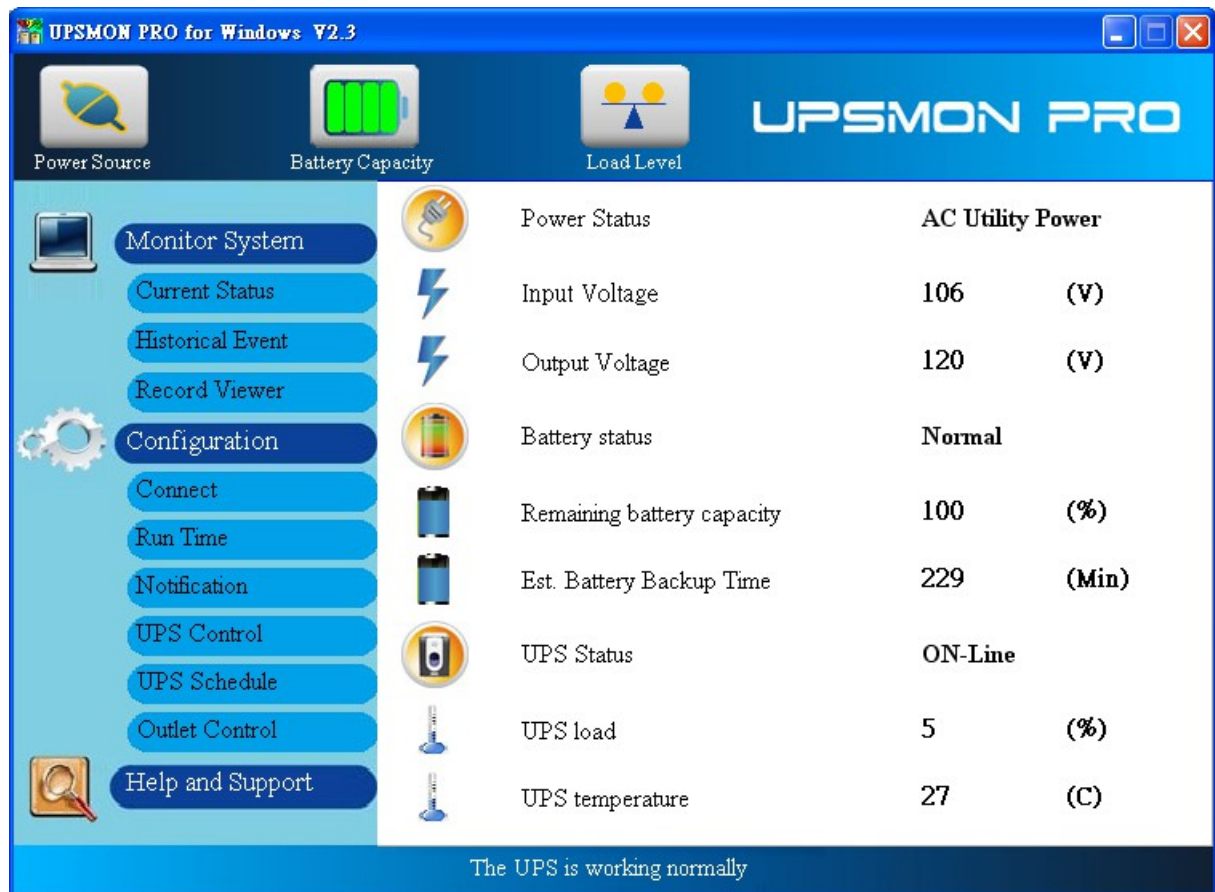 UPSMON PRO for Windows V2.3
Power Source
Battery Capacity
Load Level
UPSMON PRO
Monitor System
Current Status
Historical Event
Record Viewer
Configuration
Connect
Run Time
Notification
UPS Control
UPS Schedule
Outlet Control
Help and Support
Power Status AC Utility Power
Input Voltage 106 (V)
Output Voltage 120 (V)
Battery status Normal
Remaining battery capacity 100 (%)
Est. Battery Backup Time 229 (Min)
UPS Status ON-Line
UPS load 5 (%)
UPS temperature 27 (C)
The UPS is working normally